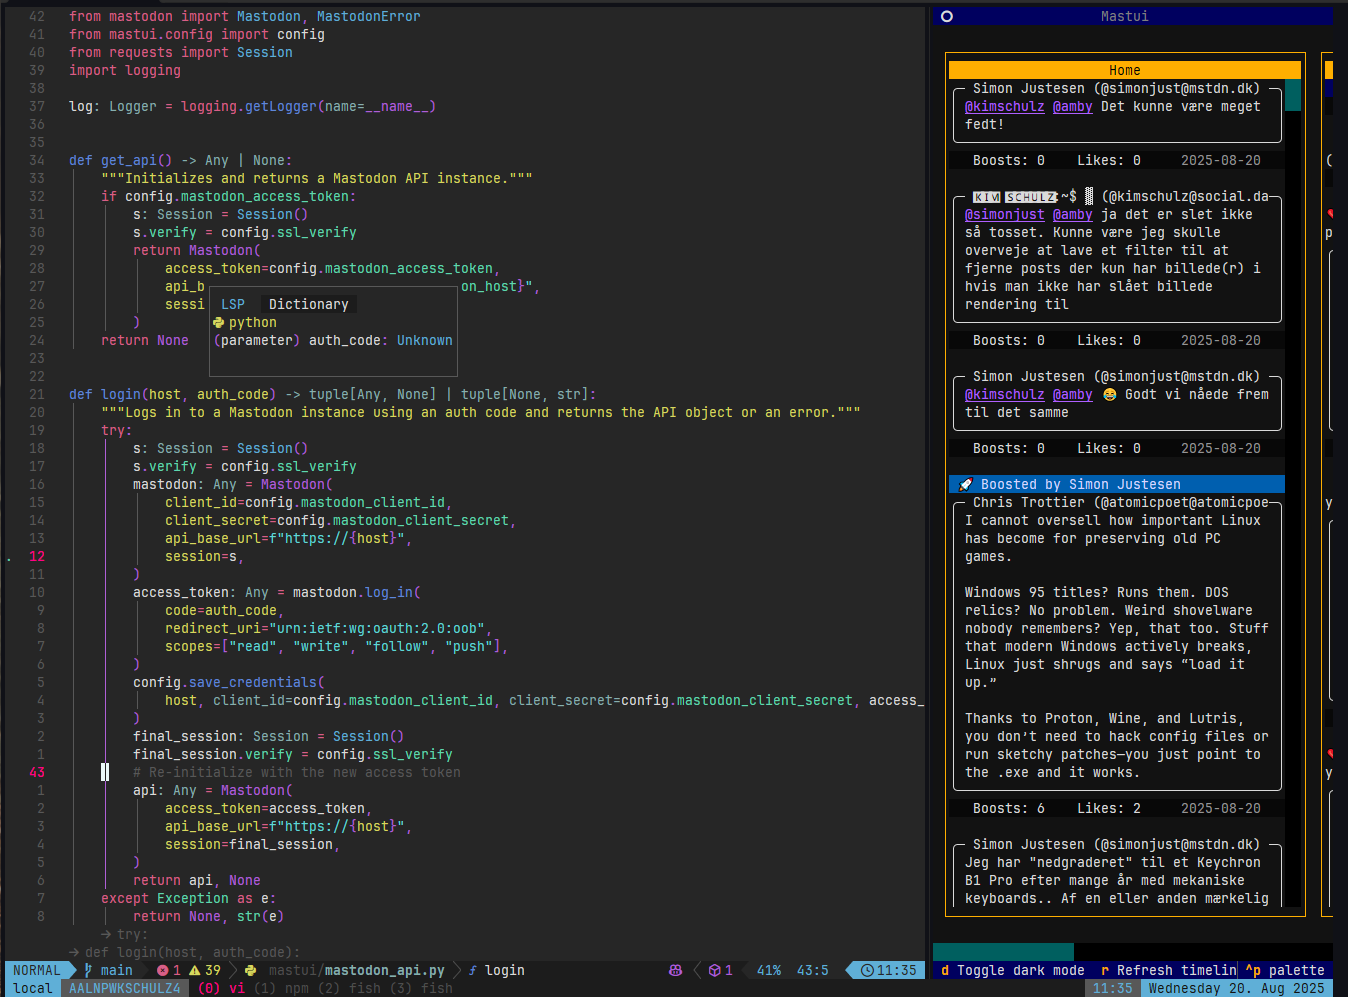 42 from mastodon import Mastodon, MastodonError
41 from mastui.config import config
40 from requests import Session
39 import logging
38
37 log: Logger = logging.getLogger(name=__name__)
36
35
34 def get_api() -> Any | None:
33 """Initializes and returns a Mastodon API instance."""
32 if config.mastodon_access_token:
31 s: Session = Session()
30 s.verify = config.ssl_verify
29 return Mastodon(
28 access_token=config.mastodon_access_token,
27 api_b on_host}",
26 sessi
25 )
24 return None
LSP Dictionary
python
(parameter) auth_code: Unknown
23
22
21 def login(host, auth_code) -> tuple[Any, None] | tuple[None, str]:
20 """Logs in to a Mastodon instance using an auth code and returns the API object or an error."""
19 try:
18 s: Session = Session()
17 s.verify = config.ssl_verify
16 mastodon: Any = Mastodon(
15 client_id=config.mastodon_client_id,
14 client_secret=config.mastodon_client_secret,
13 api_base_url=f"https://{host}",
12 session=s,
11 )
10 access_token: Any = mastodon.log_in(
9 code=auth_code,
8 redirect_uri="urn:ietf:wg:oauth:2.0:oob",
7 scopes=["read", "write", "follow", "push"],
6 )
5 config.save_credentials(
4 host, client_id=config.mastodon_client_id, client_secret=config.mastodon_client_secret, access_
3 )
2 final_session: Session = Session()
1 final_session.verify = config.ssl_verify
43 # Re-initialize with the new access token
1 api: Any = Mastodon(
2 access_token=access_token,
3 api_base_url=f"https://{host}",
4 session=final_session,
5 )
6 return api, None
7 except Exception as e:
8 return None, str(e)
→ try:
→ def login(host, auth_code):
NORMAL main 1 39 mastui/mastodon_api.py ƒ login 1 41% 43:5 11:35
local AALNPWKSCHULZ4 (0) vi (1) npm (2) fish (3) fish 11:35 Wednesday 20. Aug 2025
Mastui
Home
Simon Justesen (@simonjust@mstdn.dk)
@kimschulz @amby Det kunne være meget
fedt!
Boosts: 0 Likes: 0 2025-08-20
KIM SCHULZ:~$ ▓ (@kimschulz@social.da
@simonjust @amby ja det er slet ikke
så tosset. Kunne være jeg skulle
overveje at lave et filter til at
fjerne posts der kun har billede(r) i
hvis man ikke har slået billede
rendering til
Boosts: 0 Likes: 0 2025-08-20
Simon Justesen (@simonjust@mstdn.dk)
@kimschulz @amby 😂 Godt vi nåede frem
til det samme
Boosts: 0 Likes: 0 2025-08-20
🚀 Boosted by Simon Justesen
Chris Trottier (@atomicpoet@atomicpoe
I cannot oversell how important Linux
has become for preserving old PC
games.
Windows 95 titles? Runs them. DOS
relics? No problem. Weird shovelware
nobody remembers? Yep, that too. Stuff
that modern Windows actively breaks,
Linux just shrugs and says “load it
up.”
Thanks to Proton, Wine, and Lutris,
you don’t need to hack config files or
run sketchy patches—you just point to
the .exe and it works.
Boosts: 6 Likes: 2 2025-08-20
Simon Justesen (@simonjust@mstdn.dk)
Jeg har "nedgraderet" til et Keychron
B1 Pro efter mange år med mekaniske
keyboards.. Af en eller anden mærkelig
(
p
y
y
d Toggle dark mode r Refresh timelin ^p palette